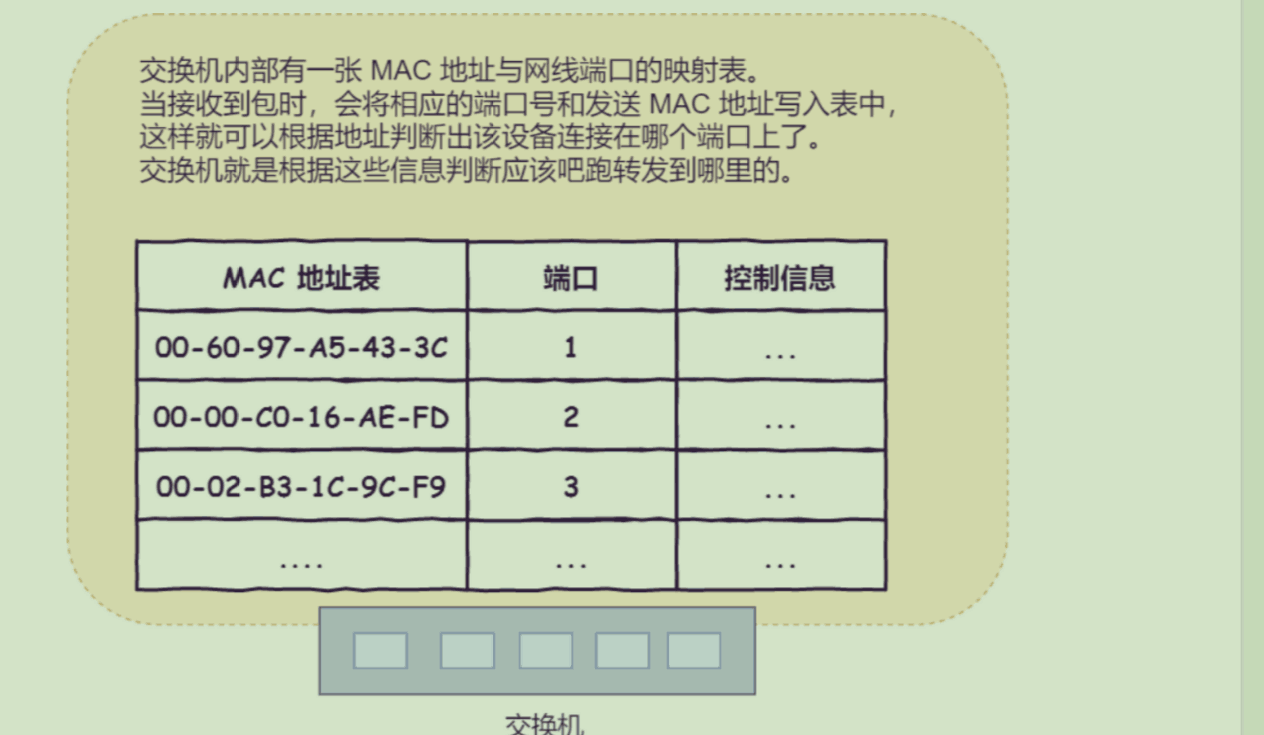 交换机内部有一张 MAC 地址与网线端口的映射表。
当接收到包时，会将相应的端口号和发送 MAC 地址写入表中，
这样就可以根据地址判断出该设备连接在哪个端口上了。
交换机就是根据这些信息判断应该吧跑转发到哪里的。
MAC 地址表 端口 控制信息
00-60-97-A5-43-3C 1 ...
00-00-C0-16-AE-FD 2 ...
00-02-B3-1C-9C-F9 3 ...
.... ... ...
交换机